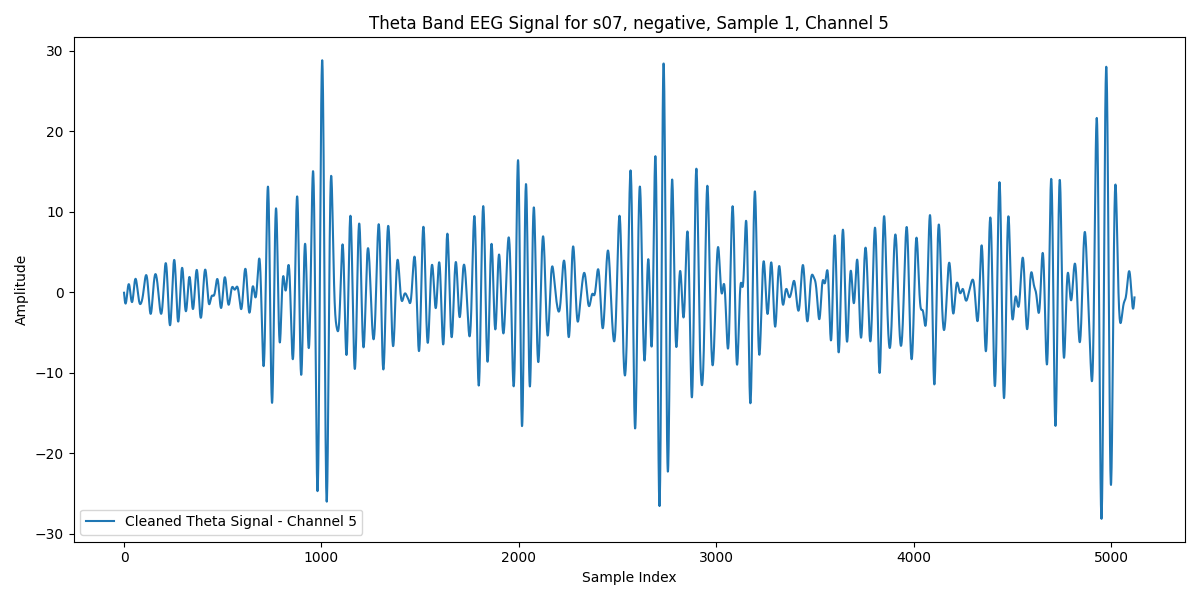 Theta Band EEG Signal for s07, negative, Sample 1, Channel 5
30
20
10
0
−10
−20
−30
Amplitude
Cleaned Theta Signal - Channel 5
0 1000 2000 3000 4000 5000
Sample Index